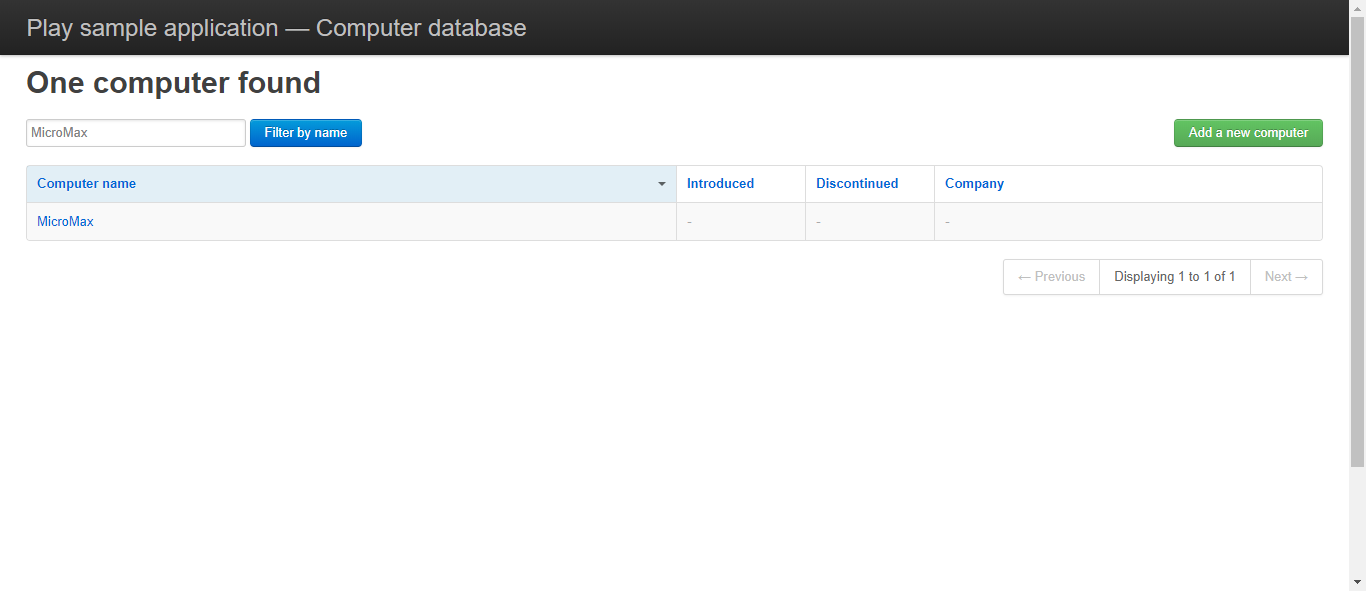 Play sample application — Computer database
One computer found
MicroMax Filter by name Add a new computer
Computer name Introduced Discontinued Company
MicroMax - - -
← Previous Displaying 1 to 1 of 1 Next →